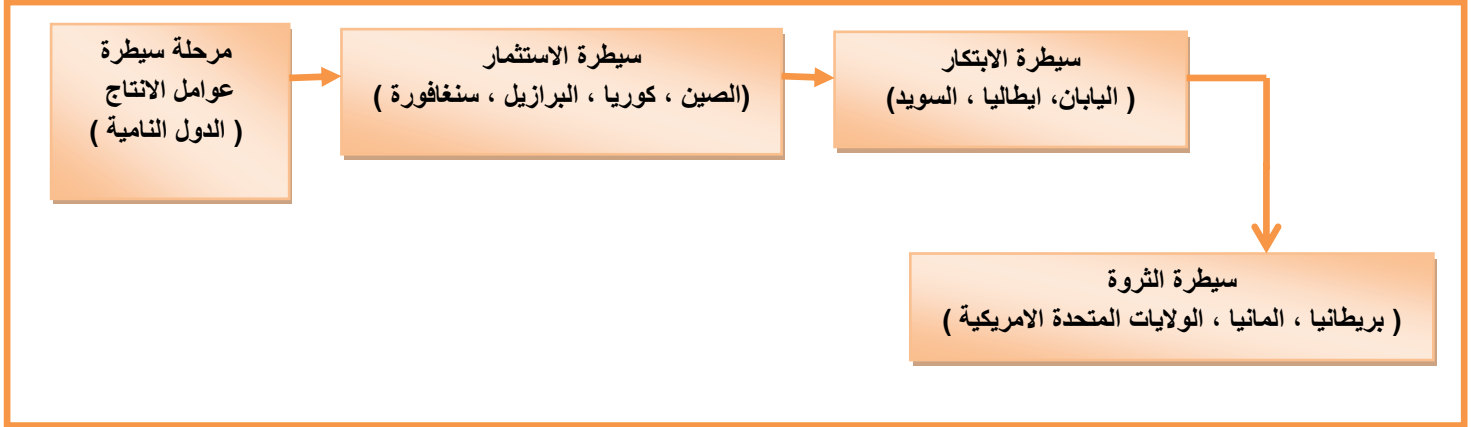 مرحلة سيطرة
عوامل الانتاج
( الدول النامية )
سيطرة الاستثمار
(الصين ، كوريا ، البرازيل ، سنغافورة )
سيطرة الابتكار
( اليابان، ايطاليا ، السويد)
سيطرة الثروة
( بريطانيا ، المانيا ، الولايات المتحدة الامريكية )